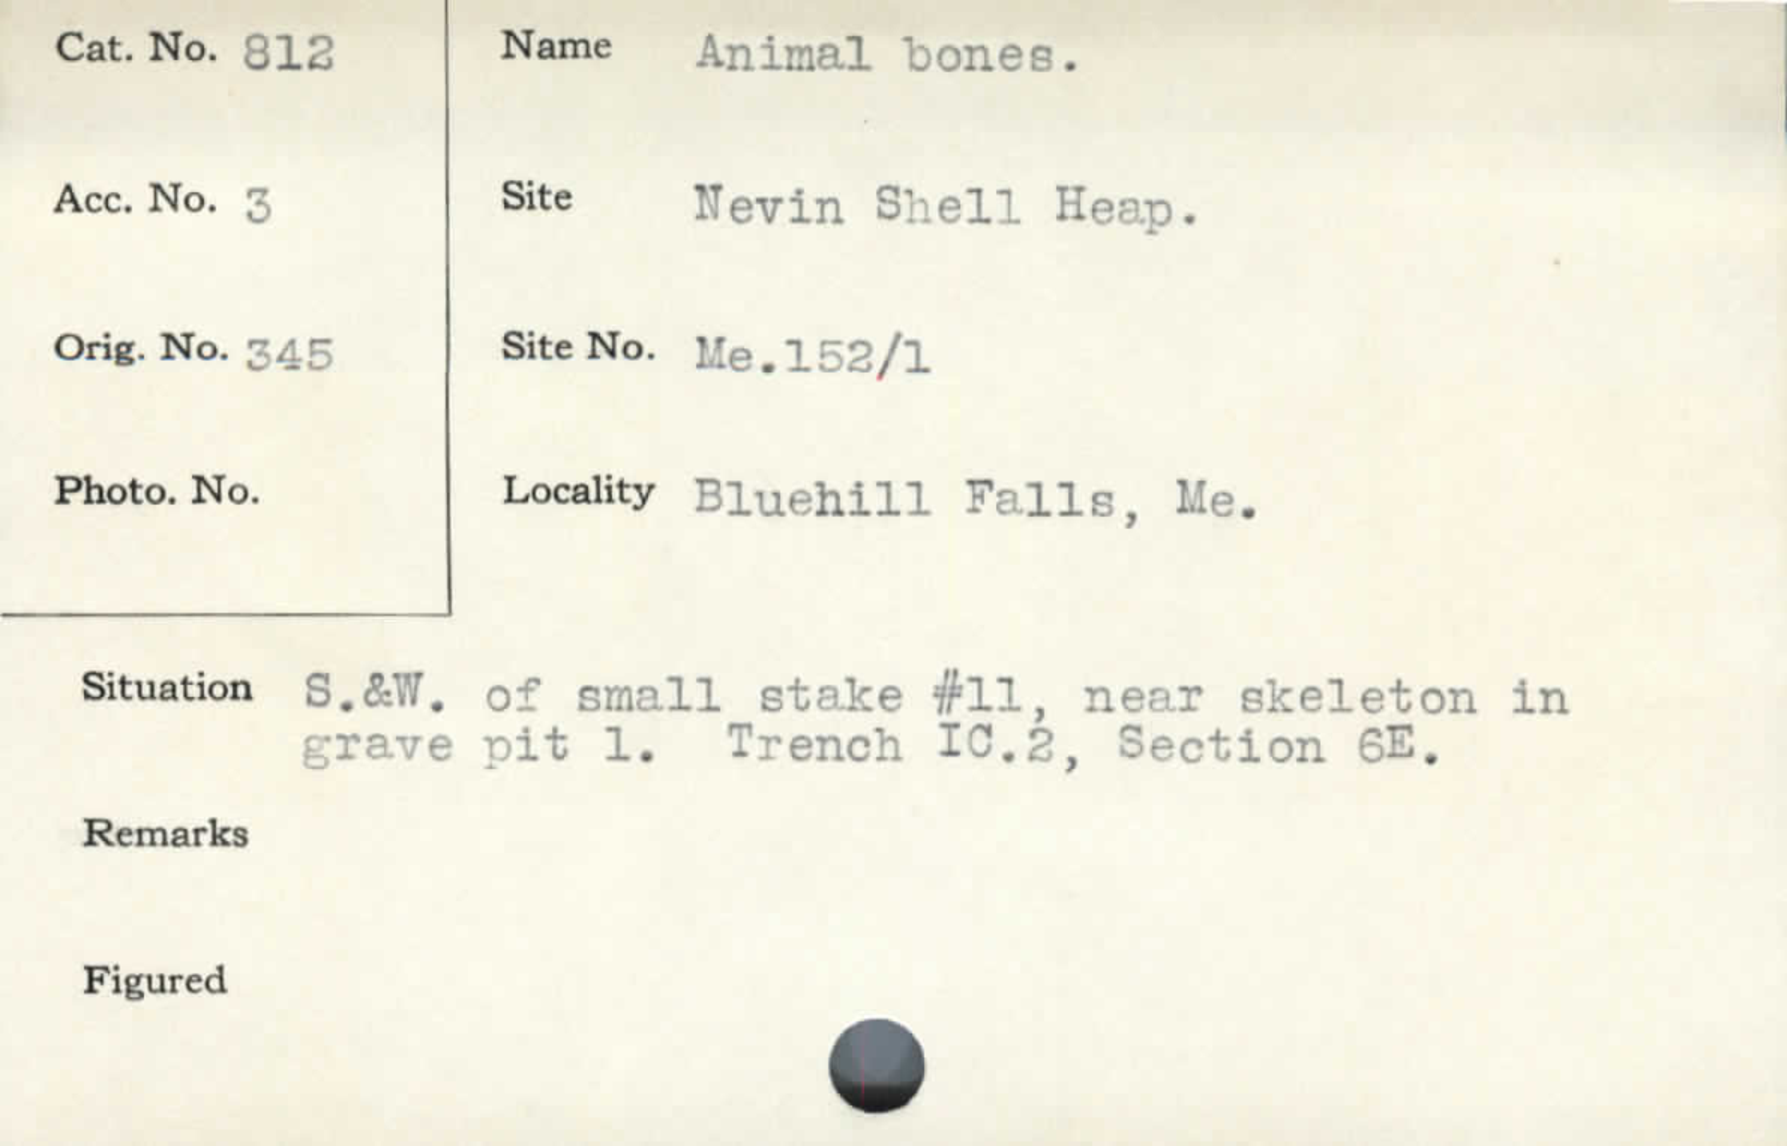 Cat. No. 812
Name Animal bones.
Acc. No. 3
Site Nevin Shell Heap.
Orig. No. 345
Site No. Me.152/1
Photo. No.
Locality Bluehill Falls, Me.
Situation S.&W. of small stake #11, near skeleton in
grave pit 1. Trench IC.2, Section 6E.
Remarks
Figured